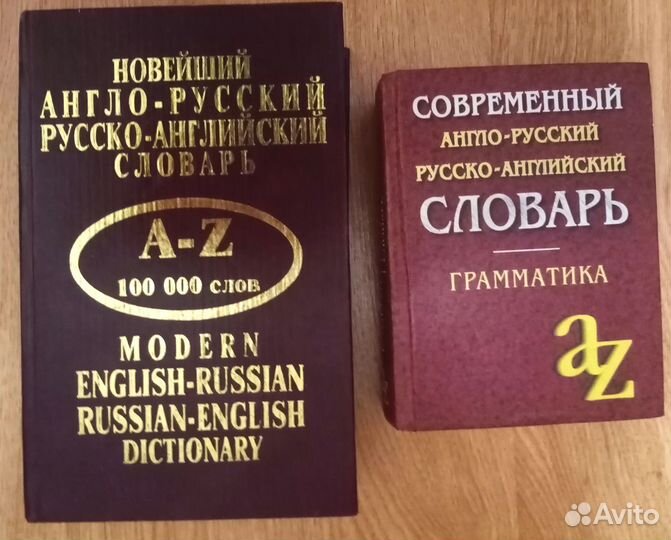 НОВЕЙШИЙ
АНГЛО-РУССКИЙ
РУССКО-АНГЛИЙСКИЙ
СЛОВАРЬ
A-Z
100 000 слов
MODERN
ENGLISH-RUSSIAN
RUSSIAN-ENGLISH
DICTIONARY
СОВРЕМЕННЫЙ
АНГЛО-РУССКИЙ
РУССКО-АНГЛИЙСКИЙ
СЛОВАРЬ
ГРАММАТИКА
aZ
Avito